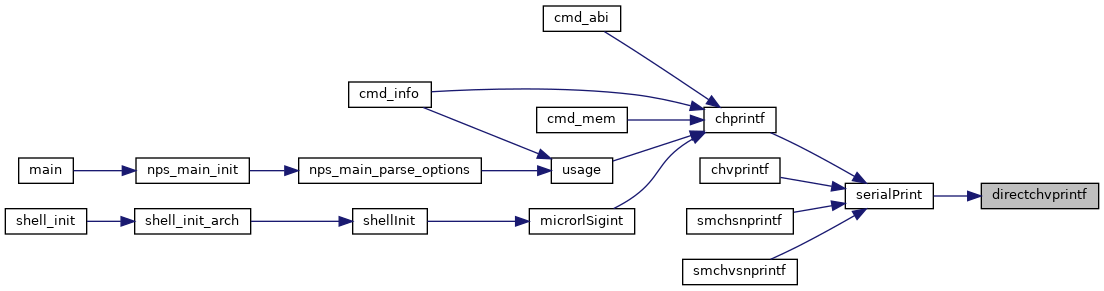 cmd_abi
cmd_info
cmd_mem
chprintf
main
nps_main_init
nps_main_parse_options
usage
chvprintf
serialPrint
directchvprintf
shell_init
shell_init_arch
shellInit
microrlSigint
smchsnprintf
smchvsnprintf